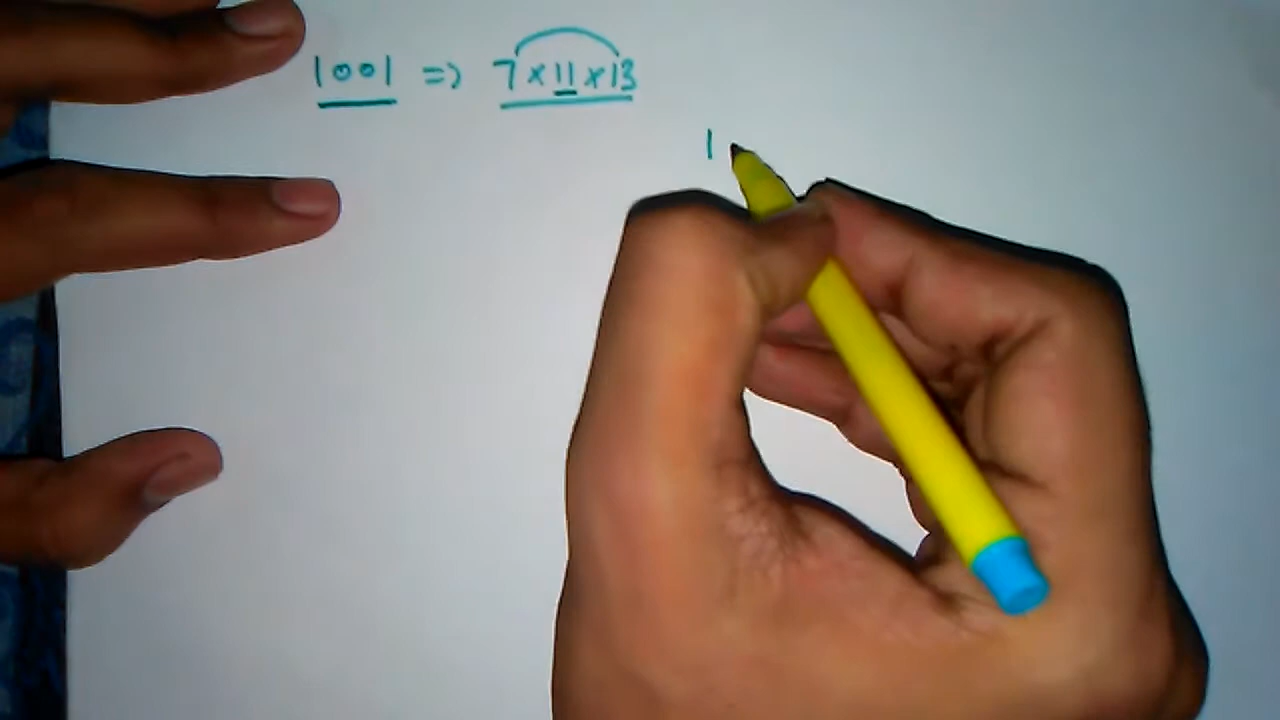 1001 => 7 × 11 × 13
1